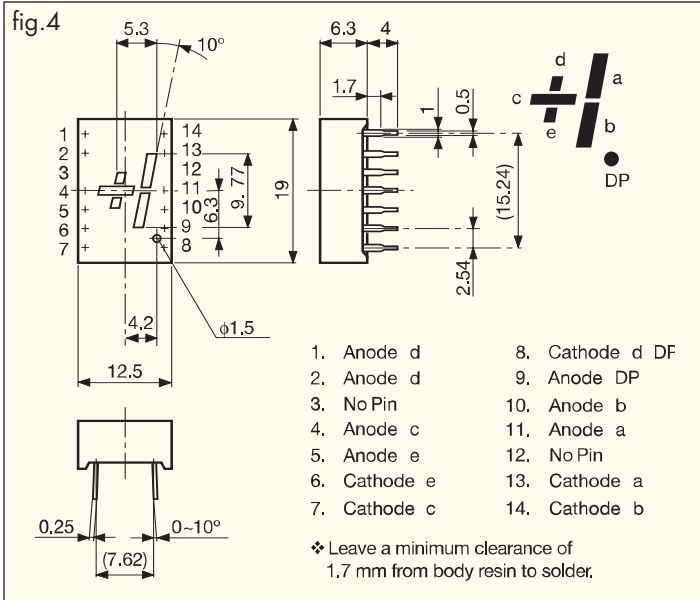 fig.4
5.3
10°
6.3
4
1.7
1
0.5
d
a
c
e
b
DP
1
2
3
4
5
6
7
14
13
12
11
10
9
8
6.3
9.77
19
(15.24)
2.54
4.2
φ1.5
12.5
1. Anode d
2. Anode d
3. No Pin
4. Anode c
5. Anode e
6. Cathode e
7. Cathode c
8. Cathode d DP
9. Anode DP
10. Anode b
11. Anode a
12. No Pin
13. Cathode a
14. Cathode b
0.25
0~10°
(7.62)
❖ Leave a minimum clearance of
1.7 mm from body resin to solder.